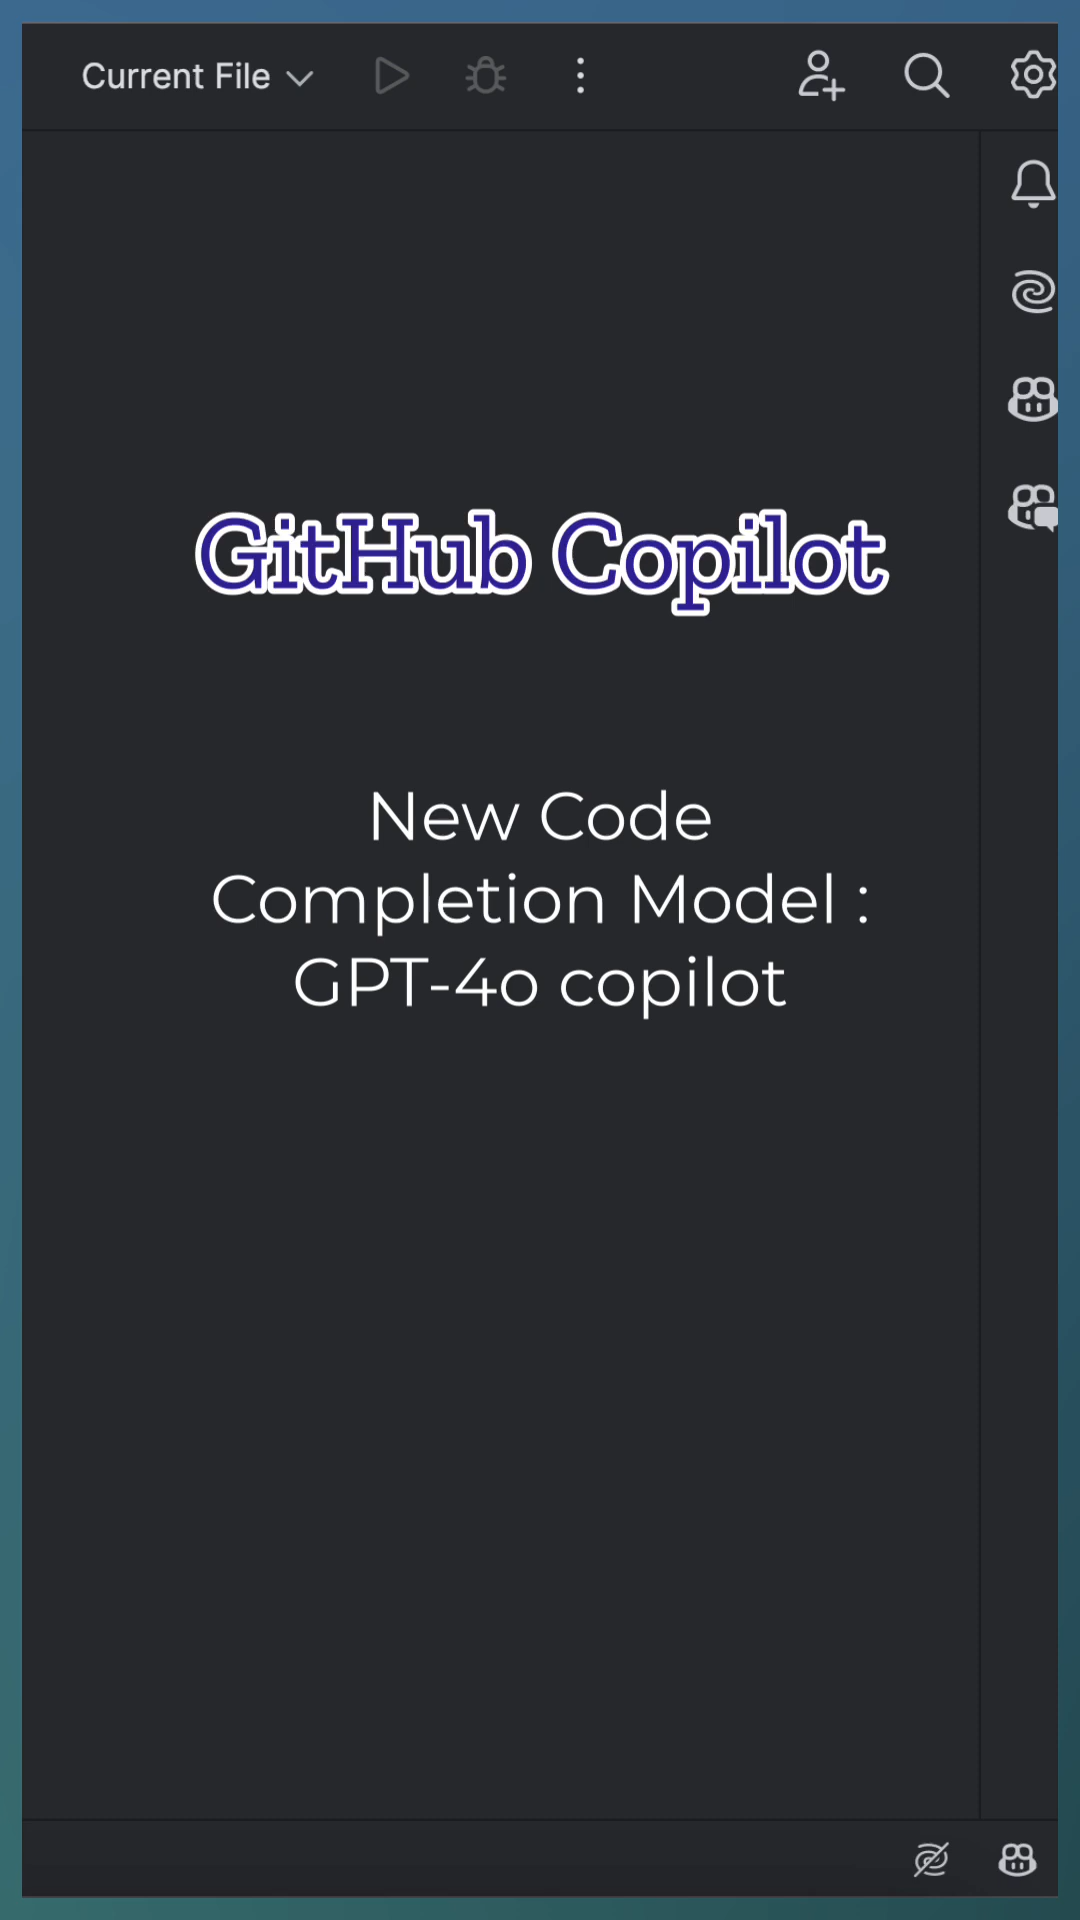 Current File
GitHub Copilot
New Code
Completion Model :
GPT-4o copilot